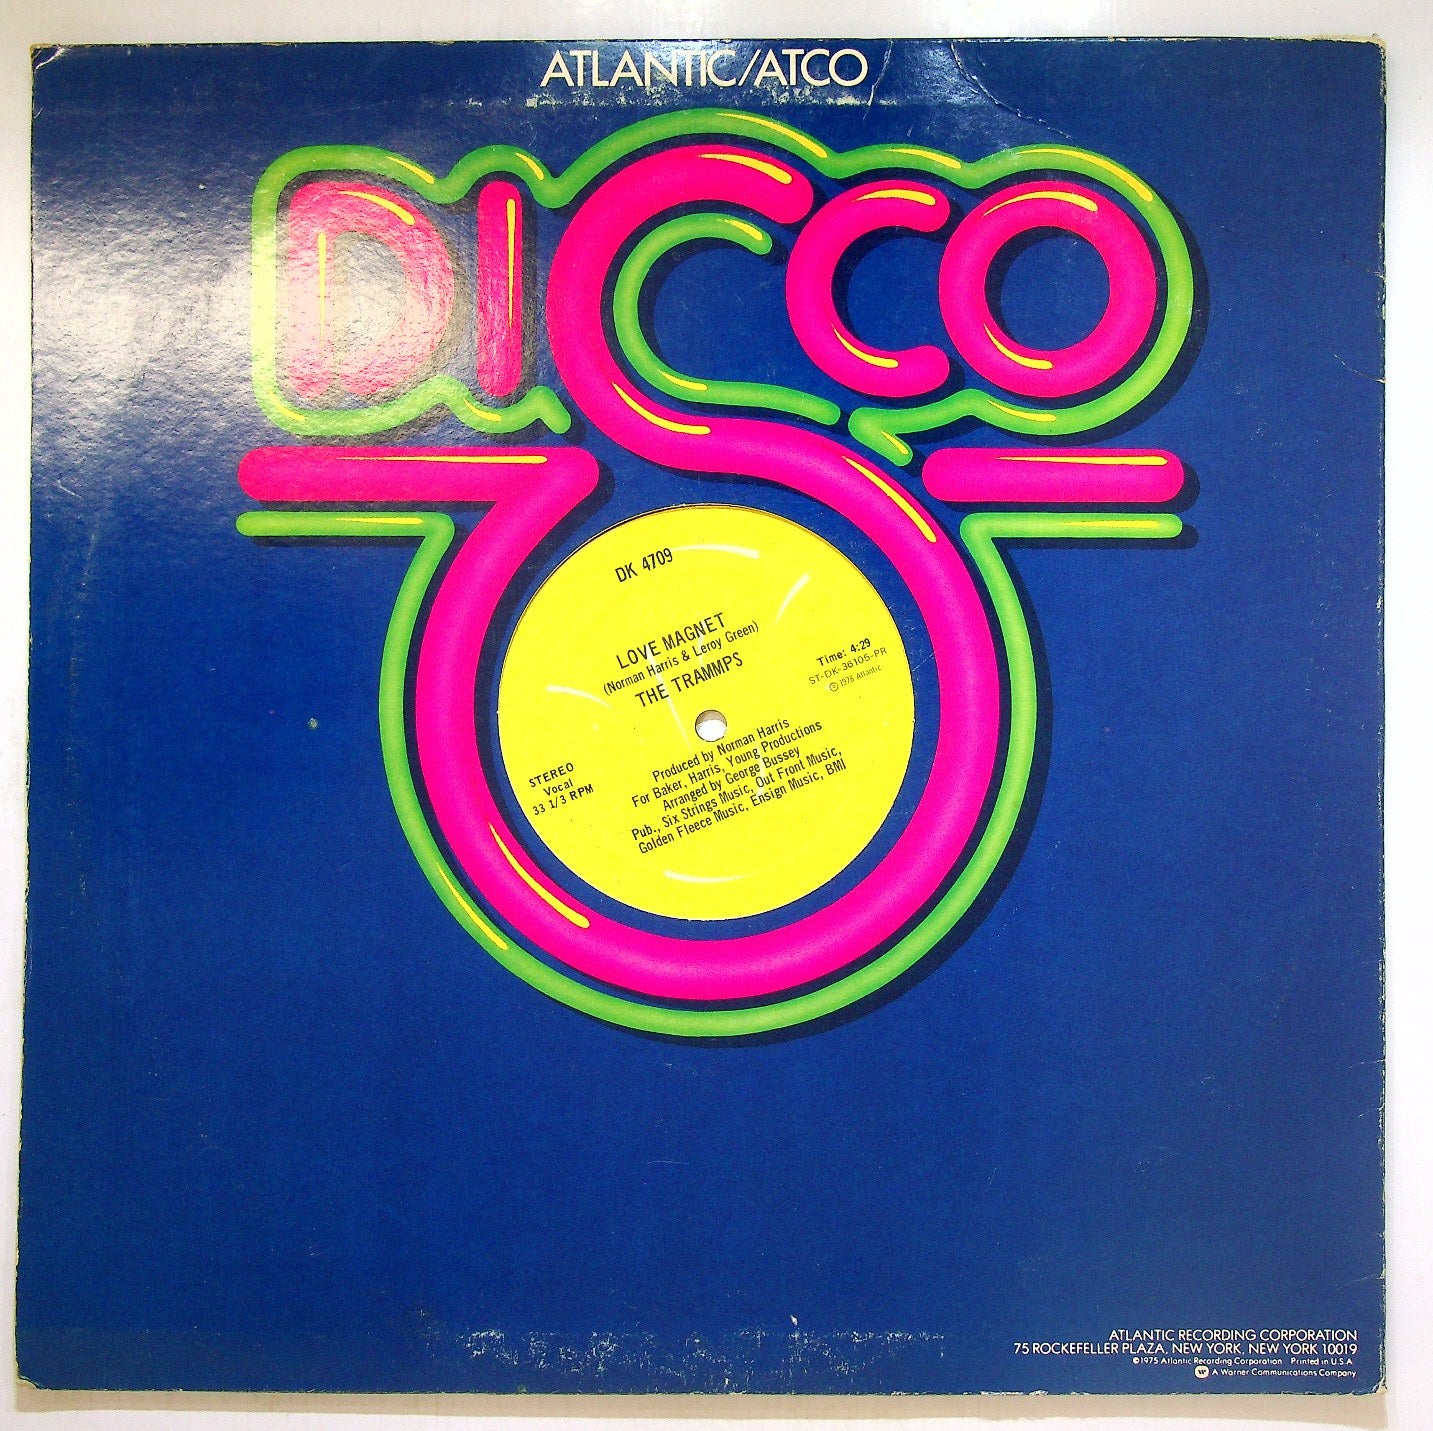 ATLANTIC/ATCO
DISCO
DK 4709
LOVE MAGNET
(Norman Harris & Leroy Green)
THE TRAMMPS
Time: 4:29
ST-DK-36105-PR
Ⓟ 1978 Atlantic
STEREO
Vocal
33 1/3 RPM
Produced by Norman Harris
For Baker, Harris, Young Productions
Arranged by George Bussey
Pub., Six Strings Music, Out Front Music,
Golden Fleece Music, Ensign Music, BMI
ATLANTIC RECORDING CORPORATION
75 ROCKEFELLER PLAZA, NEW YORK, NEW YORK 10019
©1975 Atlantic Recording Corporation Printed in U.S.A.
W A Warner Communications Company